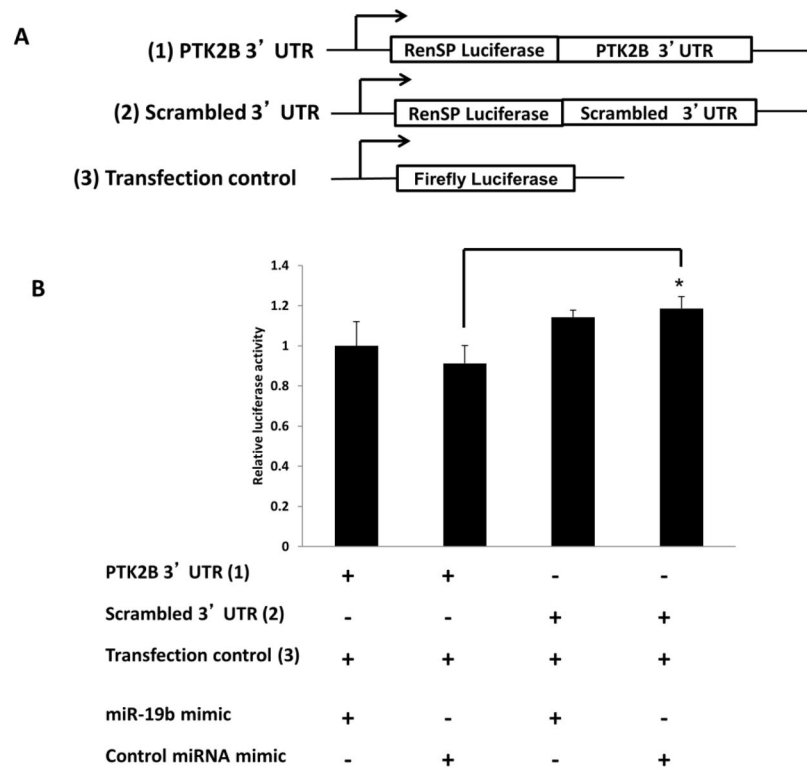 A
(1) PTK2B 3’ UTR
RenSP Luciferase
PTK2B 3’ UTR
(2) Scrambled 3’ UTR
RenSP Luciferase
Scrambled 3’ UTR
(3) Transfection control
Firefly Luciferase
B
*
Relative luciferase activity
1.4
1.2
1
0.8
0.6
0.4
0.2
0
PTK2B 3’ UTR (1) + + - -
Scrambled 3’ UTR (2) - - + +
Transfection control (3) + + + +
miR-19b mimic + - + -
Control miRNA mimic - + - +